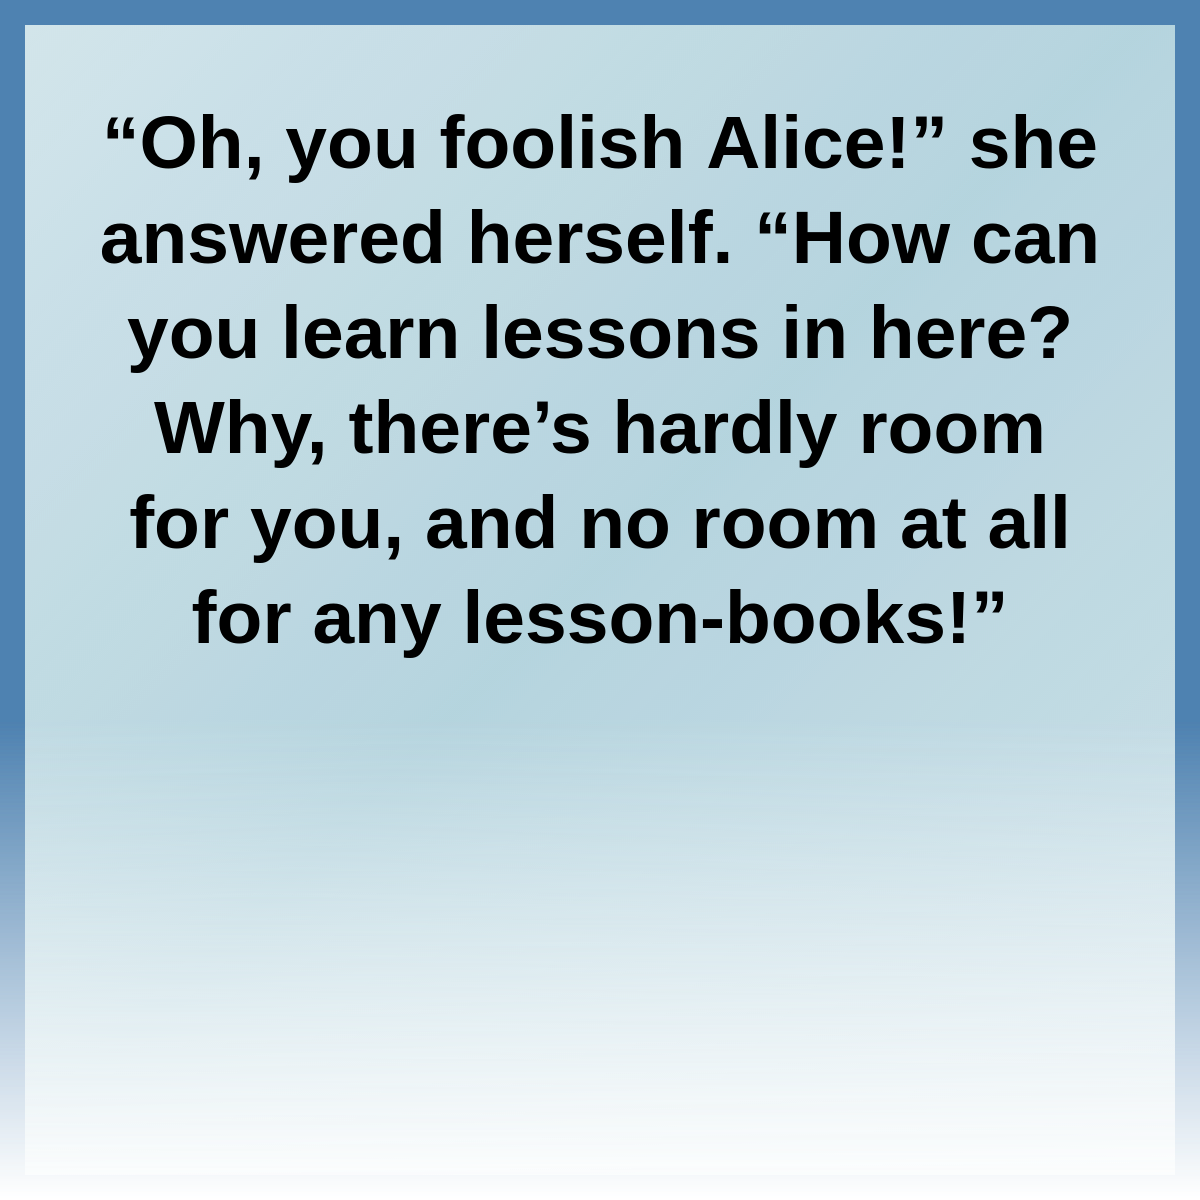 “Oh, you foolish Alice!” she
answered herself. “How can
you learn lessons in here?
Why, there’s hardly room
for you, and no room at all
for any lesson-books!”